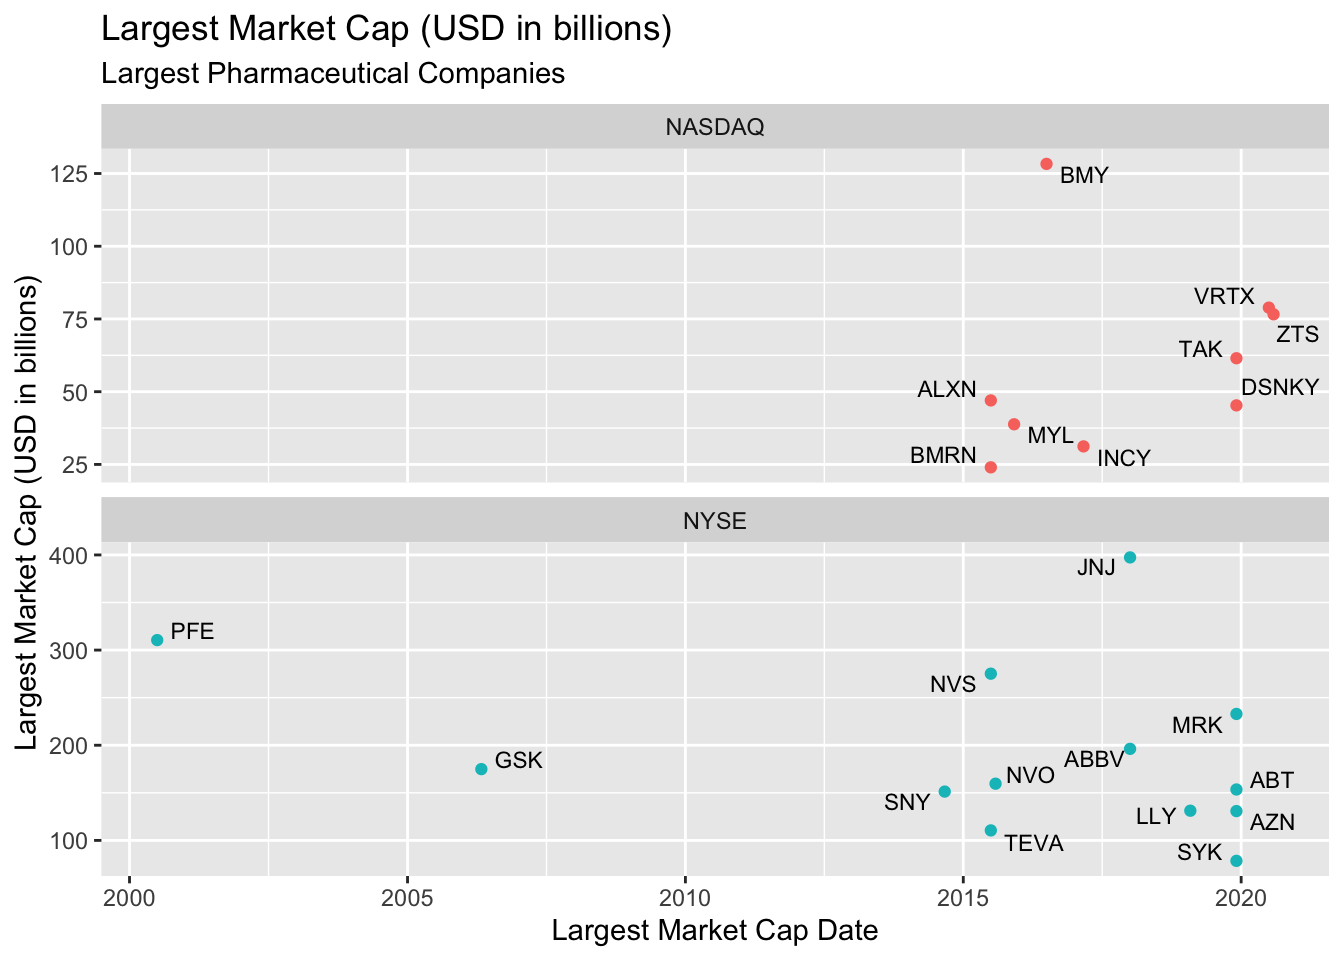 Largest Market Cap (USD in billions)
Largest Pharmaceutical Companies
NASDAQ
125
BMY
100
VRTX
75
ZTS
TAK
DSNKY
50
ALXN
MYL
BMRN
INCY
25
Largest Market Cap (USD in billions)
NYSE
400
JNJ
PFE
300
NVS
MRK
200
GSK
ABBV
NVO
ABT
SNY
LLY
AZN
100
TEVA
SYK
2000
2005
2010
2015
2020
Largest Market Cap Date